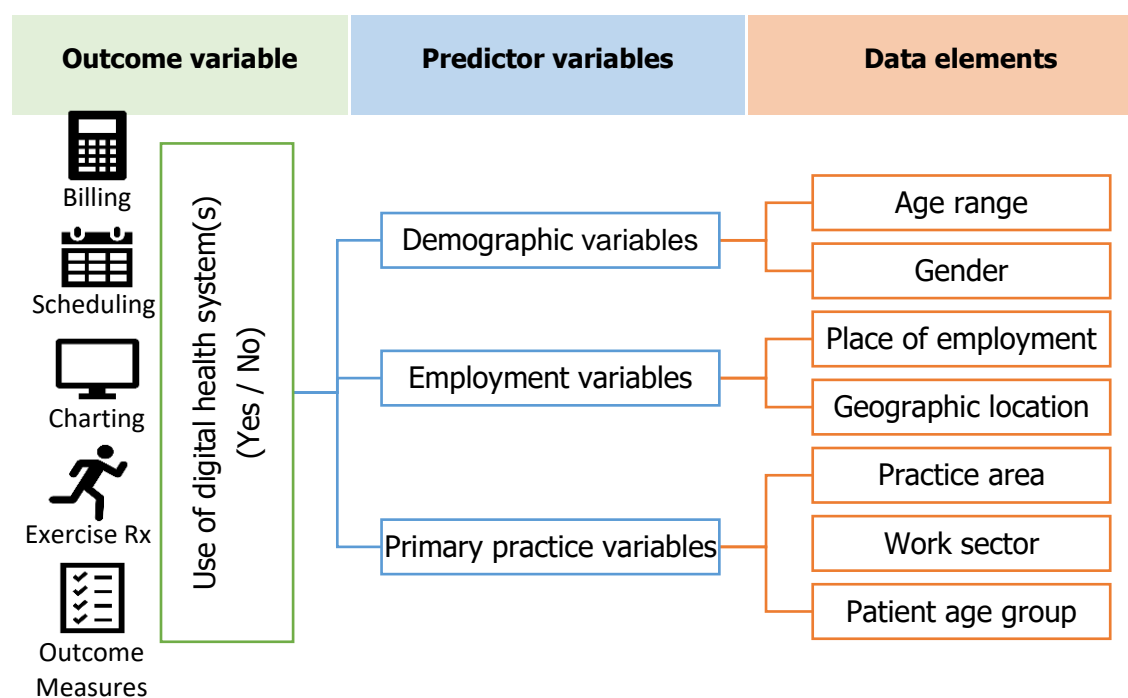 Outcome variable
Predictor variables
Data elements
Billing
Scheduling
Charting
Exercise Rx
Outcome
Measures
Use of digital health system(s)
(Yes / No)
Demographic variables
Employment variables
Primary practice variables
Age range
Gender
Place of employment
Geographic location
Practice area
Work sector
Patient age group